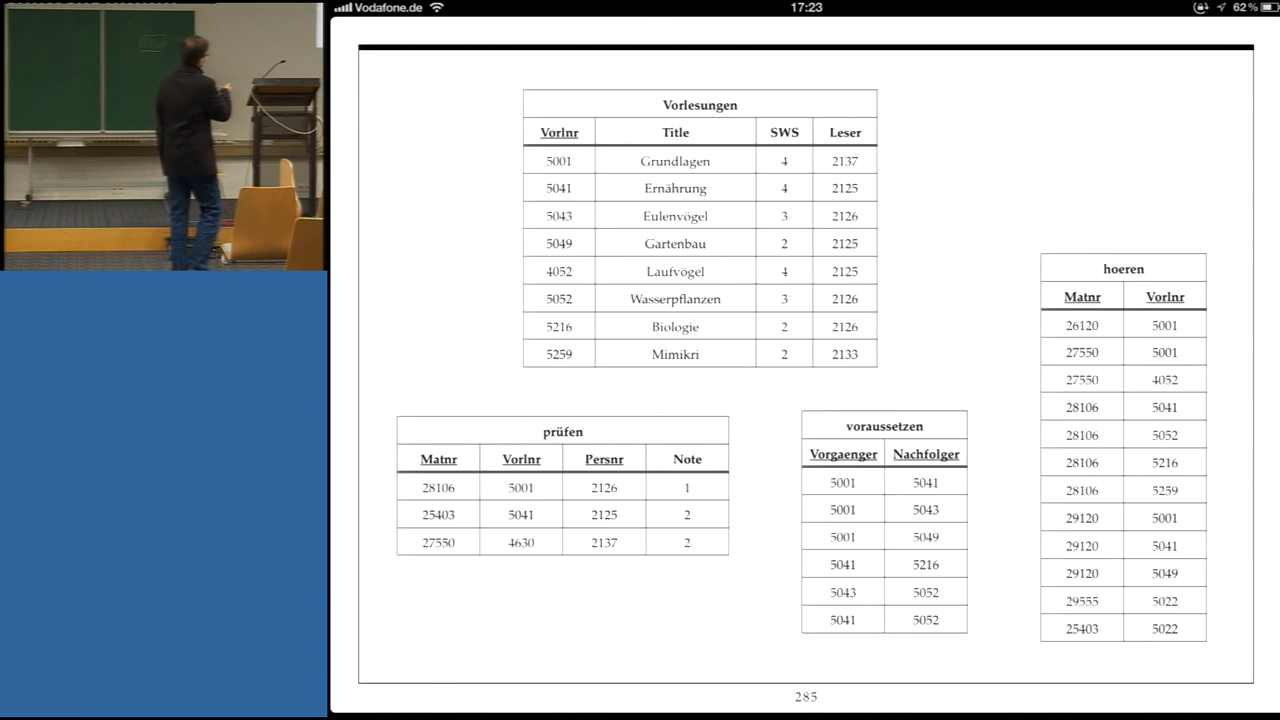 Vodafone.de 17:23 62%
Vorlesungen
Vorlnr Title SWS Leser
5001 Grundlagen 4 2137
5041 Ernährung 4 2125
5043 Eulenvögel 3 2126
5049 Gartenbau 2 2125
4052 Laufvögel 4 2125
5052 Wasserpflanzen 3 2126
5216 Biologie 2 2126
5259 Mimikri 2 2133
prüfen
Matnr Vorlnr Persnr Note
28106 5001 2126 1
25403 5041 2125 2
27550 4630 2137 2
voraussetzen
Vorgaenger Nachfolger
5001 5041
5001 5043
5001 5049
5041 5216
5043 5052
5041 5052
hoeren
Matnr Vorlnr
26120 5001
27550 5001
27550 4052
28106 5041
28106 5052
28106 5216
28106 5259
29120 5001
29120 5041
29120 5049
29555 5022
25403 5022
285